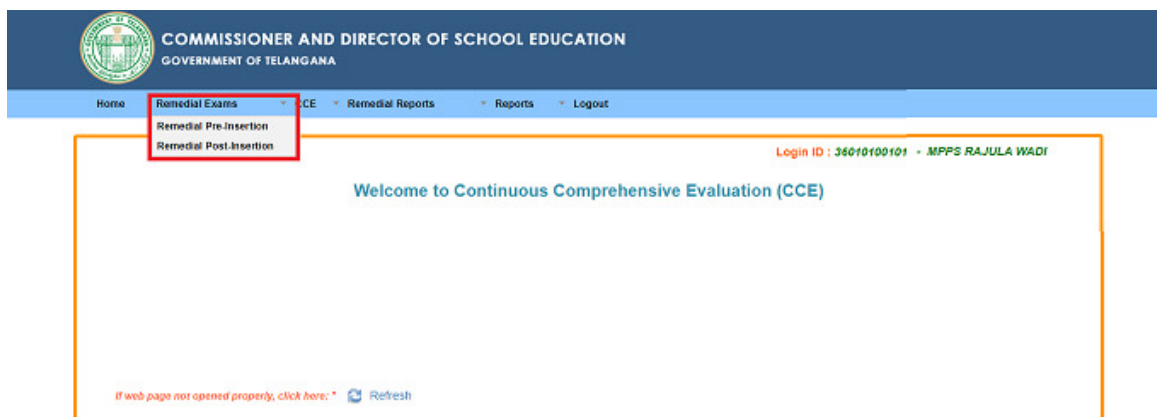 COMMISSIONER AND DIRECTOR OF SCHOOL EDUCATION
GOVERNMENT OF TELANGANA
Home Remedial Exams CCE Remedial Reports Reports Logout
Remedial Pre-Insertion
Remedial Post-Insertion
Login ID : 36010100101 - MPPS RAJULA WADI
Welcome to Continuous Comprehensive Evaluation (CCE)
If web page not opened properly, click here: * Refresh